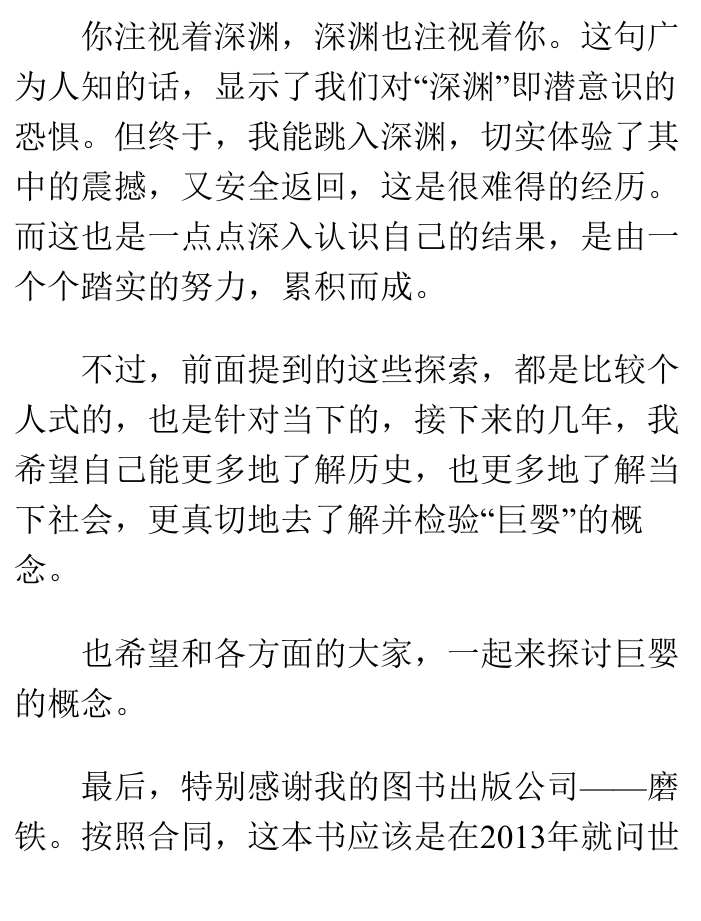 你注视着深渊，深渊也注视着你。这句广
为人知的话，显示了我们对“深渊”即潜意识的
恐惧。但终于，我能跳入深渊，切实体验了其
中的震撼，又安全返回，这是很难得的经历。
而这也是一点点深入认识自己的结果，是由一
个个踏实的努力，累积而成。
不过，前面提到的这些探索，都是比较个
人式的，也是针对当下的，接下来的几年，我
希望自己能更多地了解历史，也更多地了解当
下社会，更真切地去了解并检验“巨婴”的概
念。
也希望和各方面的大家，一起来探讨巨婴
的概念。
最后，特别感谢我的图书出版公司——磨
铁。按照合同，这本书应该是在2013年就问世